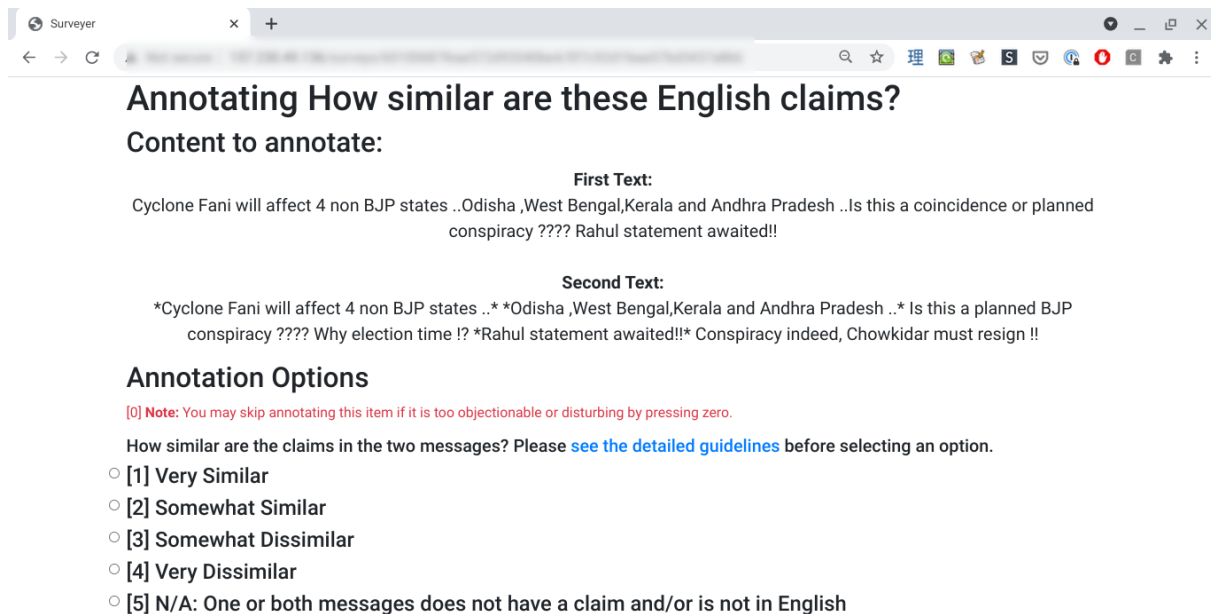 Surveyer
Annotating How similar are these English claims?
Content to annotate:
First Text:
Cyclone Fani will affect 4 non BJP states ..Odisha ,West Bengal,Kerala and Andhra Pradesh ..Is this a coincidence or planned
conspiracy ???? Rahul statement awaited!!
Second Text:
*Cyclone Fani will affect 4 non BJP states ..* *Odisha ,West Bengal,Kerala and Andhra Pradesh ..* Is this a planned BJP
conspiracy ???? Why election time !? *Rahul statement awaited!!* Conspiracy indeed, Chowkidar must resign !!
Annotation Options
[0] Note: You may skip annotating this item if it is too objectionable or disturbing by pressing zero.
How similar are the claims in the two messages? Please see the detailed guidelines before selecting an option.
[1] Very Similar
[2] Somewhat Similar
[3] Somewhat Dissimilar
[4] Very Dissimilar
[5] N/A: One or both messages does not have a claim and/or is not in English